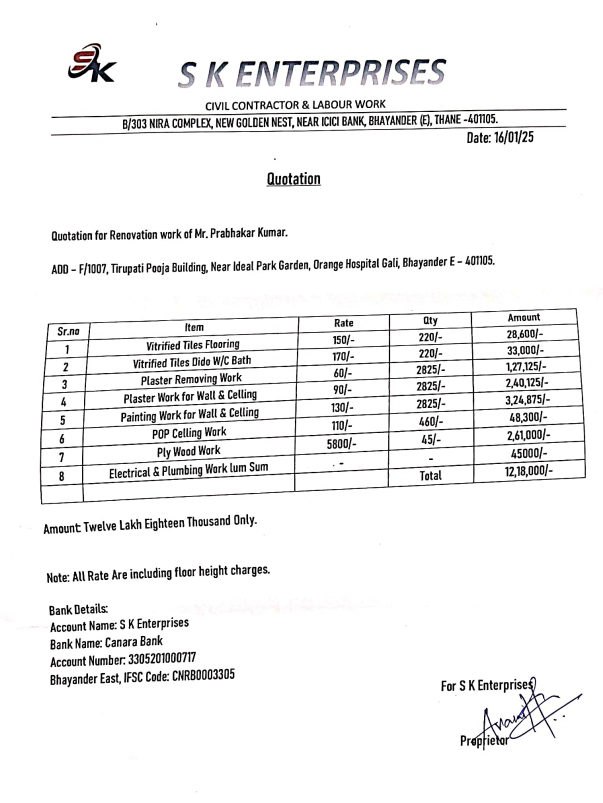 SK
S K ENTERPRISES
CIVIL CONTRACTOR & LABOUR WORK
B/303 NIRA COMPLEX, NEW GOLDEN NEST, NEAR ICICI BANK, BHAYANDER (E), THANE -401105.
Date: 16/01/25
Quotation
Quotation for Renovation work of Mr. Prabhakar Kumar.
ADD – F/1007, Tirupati Pooja Building, Near Ideal Park Garden, Orange Hospital Gali, Bhayander E – 401105.
Sr.no Item Rate Qty Amount
1 Vitrified Tiles Flooring 150/- 220/- 28,600/-
2 Vitrified Tiles Dido W/C Bath 170/- 220/- 33,000/-
3 Plaster Removing Work 60/- 2825/- 1,27,125/-
4 Plaster Work for Wall & Celling 90/- 2825/- 2,40,125/-
5 Painting Work for Wall & Celling 130/- 2825/- 3,24,875/-
6 POP Celling Work 110/- 460/- 48,300/-
7 Ply Wood Work 5800/- 45/- 2,61,000/-
8 Electrical & Plumbing Work lum Sum - - 45000/-
Total 12,18,000/-
Amount: Twelve Lakh Eighteen Thousand Only.
Note: All Rate Are including floor height charges.
Bank Details:
Account Name: S K Enterprises
Bank Name: Canara Bank
Account Number: 3305201000717
Bhayander East, IFSC Code: CNRB0003305
For S K Enterprises
Proprietor